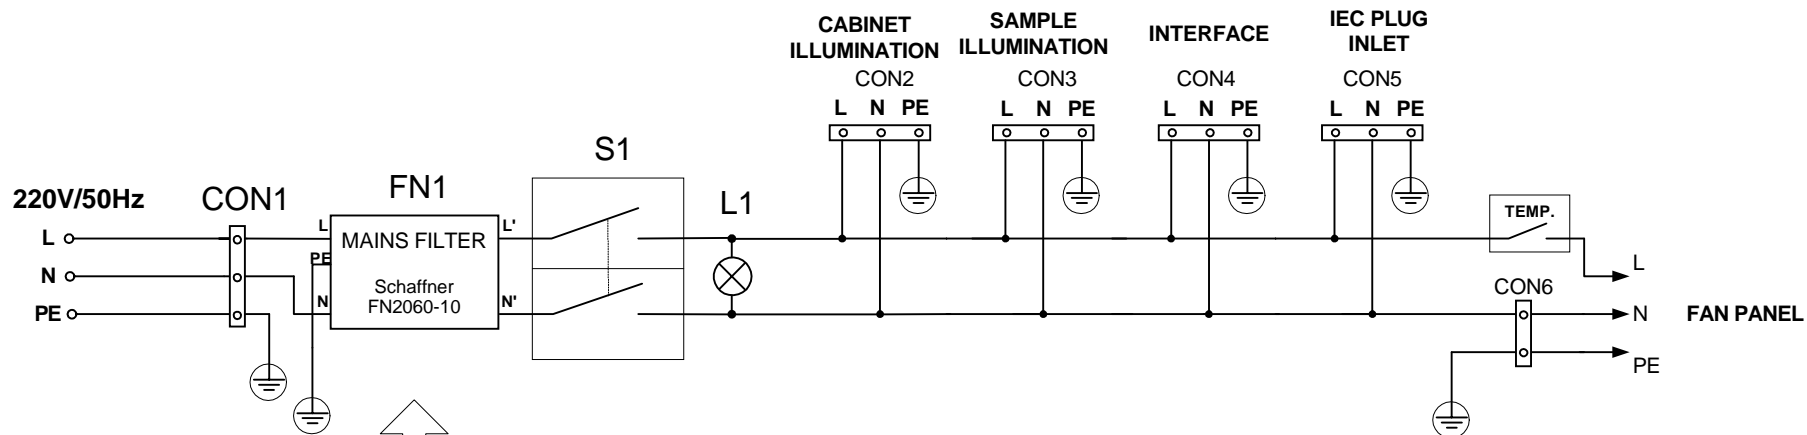 CABINET
ILLUMINATION
CON2
L N PE
SAMPLE
ILLUMINATION
CON3
L N PE
INTERFACE
CON4
L N PE
IEC PLUG
INLET
CON5
L N PE
220V/50Hz
L
N
PE
CON1
FN1
L
PE
N
MAINS FILTER
Schaffner
FN2060-10
L'
N'
S1
L1
TEMP.
CON6
L
N
PE
FAN PANEL